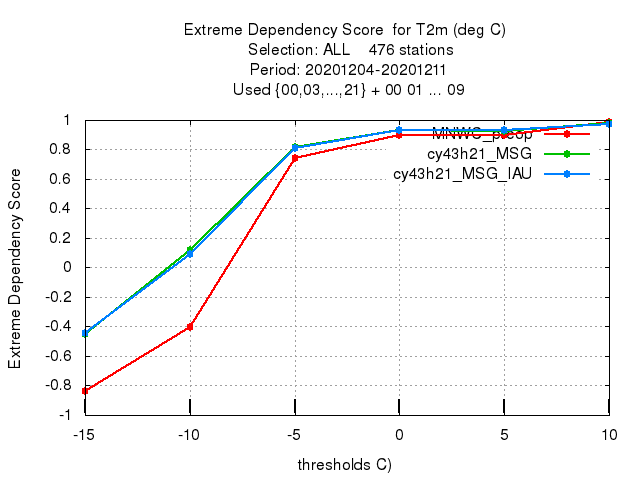 Extreme Dependency Score  for T2m (deg C)
Selection: ALL    476 stations
Period: 20201204-20201211
Used {00,03,...,21} + 00 01 ... 09
Extreme Dependency Score
1
0.8
0.6
0.4
0.2
0
-0.2
-0.4
-0.6
-0.8
-1
cy43h21_MSG
cy43h21_MSG_IAU
-15 -10 -5 0 5 10
thresholds C)